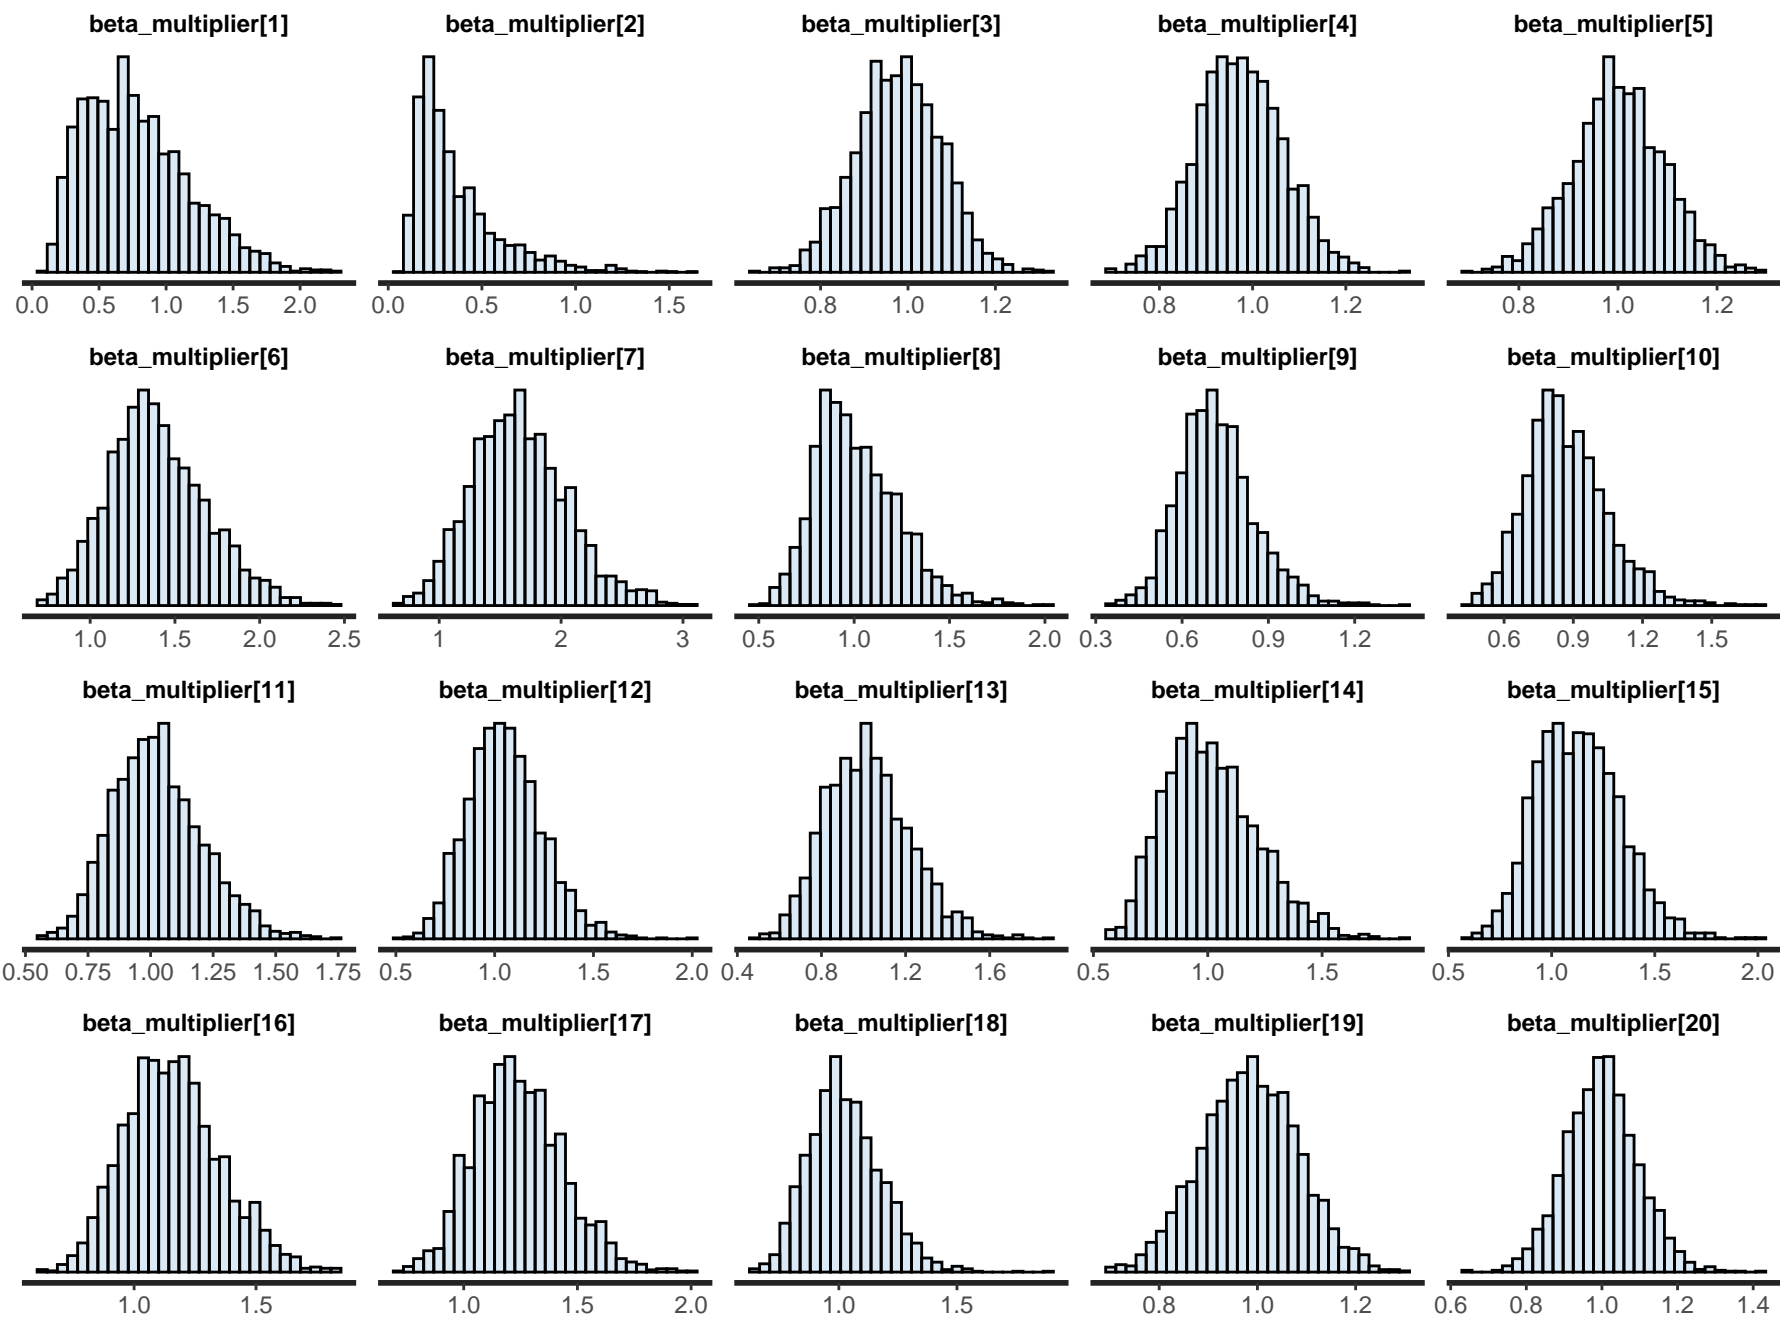 beta_multiplier[1] beta_multiplier[2] beta_multiplier[3] beta_multiplier[4] beta_multiplier[5]
0.0 0.5 1.0 1.5 2.0 0.0 0.5 1.0 1.5 0.8 1.0 1.2 0.8 1.0 1.2 0.8 1.0 1.2
beta_multiplier[6] beta_multiplier[7] beta_multiplier[8] beta_multiplier[9] beta_multiplier[10]
1.0 1.5 2.0 2.5 1 2 3 0.5 1.0 1.5 2.0 0.3 0.6 0.9 1.2 0.6 0.9 1.2 1.5
beta_multiplier[11] beta_multiplier[12] beta_multiplier[13] beta_multiplier[14] beta_multiplier[15]
0.50 0.75 1.00 1.25 1.50 1.75 0.5 1.0 1.5 2.0 0.4 0.8 1.2 1.6 0.5 1.0 1.5 0.5 1.0 1.5 2.0
beta_multiplier[16] beta_multiplier[17] beta_multiplier[18] beta_multiplier[19] beta_multiplier[20]
1.0 1.5 1.0 1.5 2.0 1.0 1.5 0.8 1.0 1.2 0.6 0.8 1.0 1.2 1.4